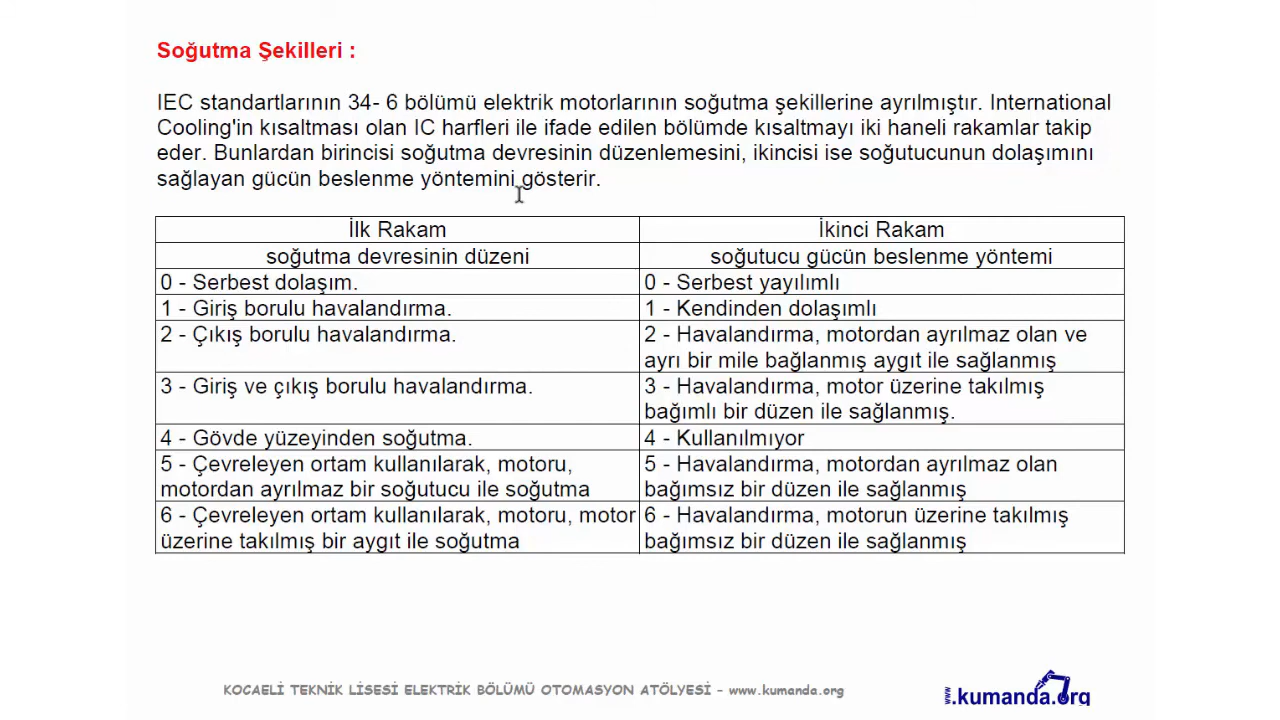 Soğutma Şekilleri :
IEC standartlarının 34- 6 bölümü elektrik motorlarının soğutma şekillerine ayrılmıştır. International
Cooling'in kısaltması olan IC harfleri ile ifade edilen bölümde kısaltmayı iki haneli rakamlar takip
eder. Bunlardan birincisi soğutma devresinin düzenlemesini, ikincisi ise soğutucunun dolaşımını
sağlayan gücün beslenme yöntemini gösterir.
İlk Rakam
İkinci Rakam
soğutma devresinin düzeni
soğutucu gücün beslenme yöntemi
0 - Serbest dolaşım.
0 - Serbest yayılımlı
1 - Giriş borulu havalandırma.
1 - Kendinden dolaşımlı
2 - Çıkış borulu havalandırma.
2 - Havalandırma, motordan ayrılmaz olan ve
ayrı bir mile bağlanmış aygıt ile sağlanmış
3 - Giriş ve çıkış borulu havalandırma.
3 - Havalandırma, motor üzerine takılmış
bağımlı bir düzen ile sağlanmış.
4 - Gövde yüzeyinden soğutma.
4 - Kullanılmıyor
5 - Çevreleyen ortam kullanılarak, motoru,
motordan ayrılmaz bir soğutucu ile soğutma
5 - Havalandırma, motordan ayrılmaz olan
bağımsız bir düzen ile sağlanmış
6 - Çevreleyen ortam kullanılarak, motoru, motor
üzerine takılmış bir aygıt ile soğutma
6 - Havalandırma, motorun üzerine takılmış
bağımsız bir düzen ile sağlanmış
KOCAELİ TEKNİK LİSESİ ELEKTRİK BÖLÜMÜ OTOMASYON ATÖLYESİ - www.kumanda.org
www.kumanda.org